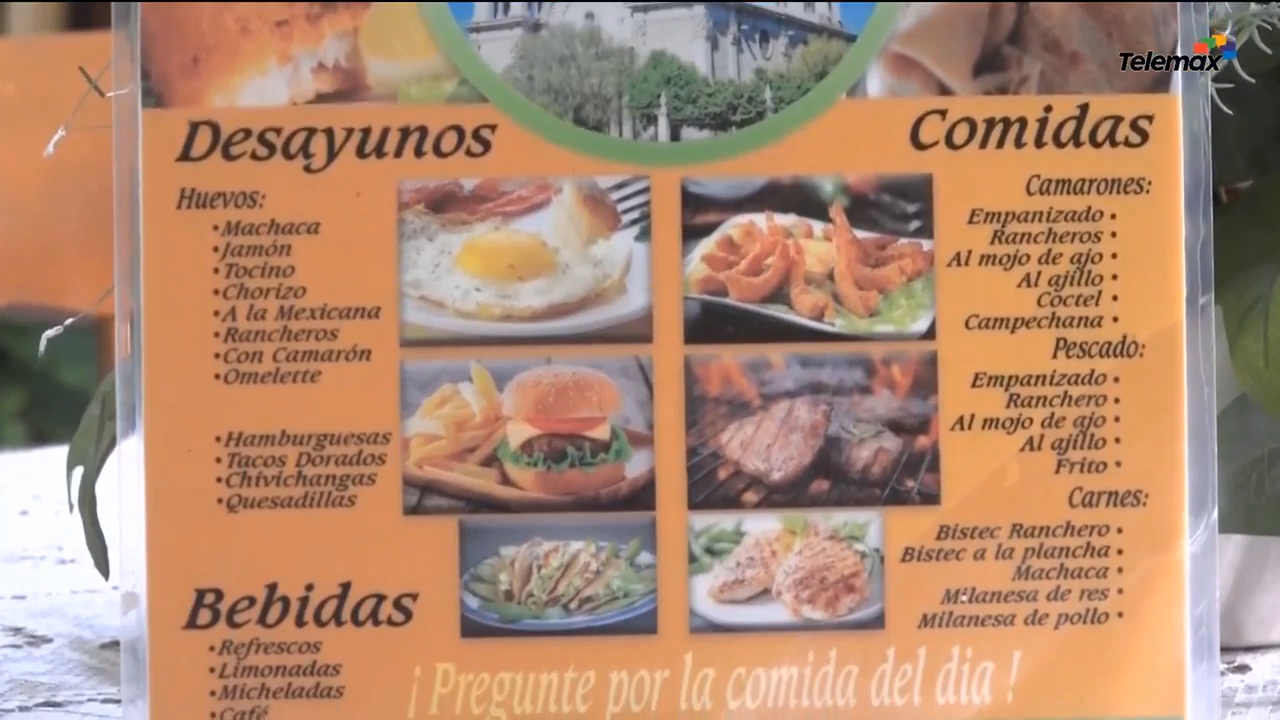 Telemax
Desayunos
Huevos:
•Machaca
•Jamón
•Tocino
•Chorizo
•A la Mexicana
•Rancheros
•Con Camarón
•Omelette
•Hamburguesas
•Tacos Dorados
•Chivichangas
•Quesadillas
Bebidas
•Refrescos
•Limonadas
•Micheladas
•Café
Comidas
Camarones:
Empanizado •
Rancheros •
Al mojo de ajo •
Al ajillo •
Coctel •
Campechana •
Pescado:
Empanizado •
Ranchero •
Al mojo de ajo •
Al ajillo •
Frito •
Carnes:
Bistec Ranchero •
Bistec a la plancha •
Machaca •
Milanesa de res •
Milanesa de pollo •
¡ Pregunte por la comida del dia !